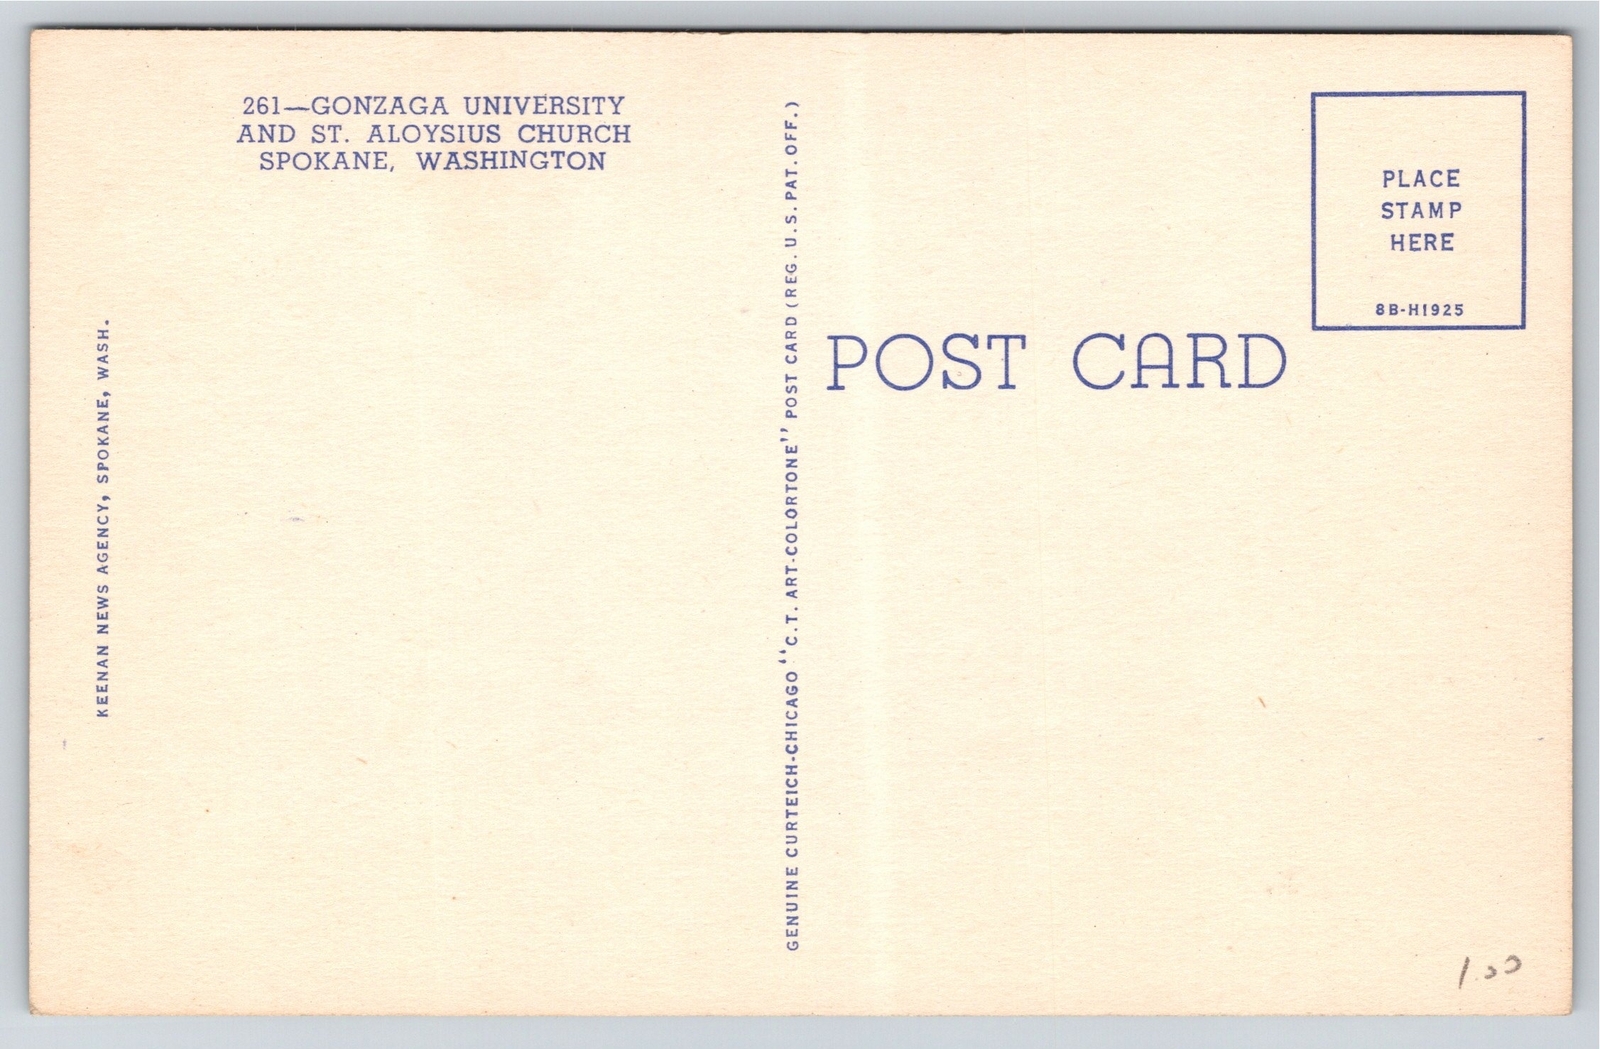 261—GONZAGA UNIVERSITY
AND ST. ALOYSIUS CHURCH
SPOKANE, WASHINGTON
KEENAN NEWS AGENCY, SPOKANE, WASH.
GENUINE CURTEICH-CHICAGO "C.T. ART-COLORTONE" POST CARD (REG. U.S. PAT. OFF.)
POST CARD
PLACE
STAMP
HERE
8B-H1925
1.00